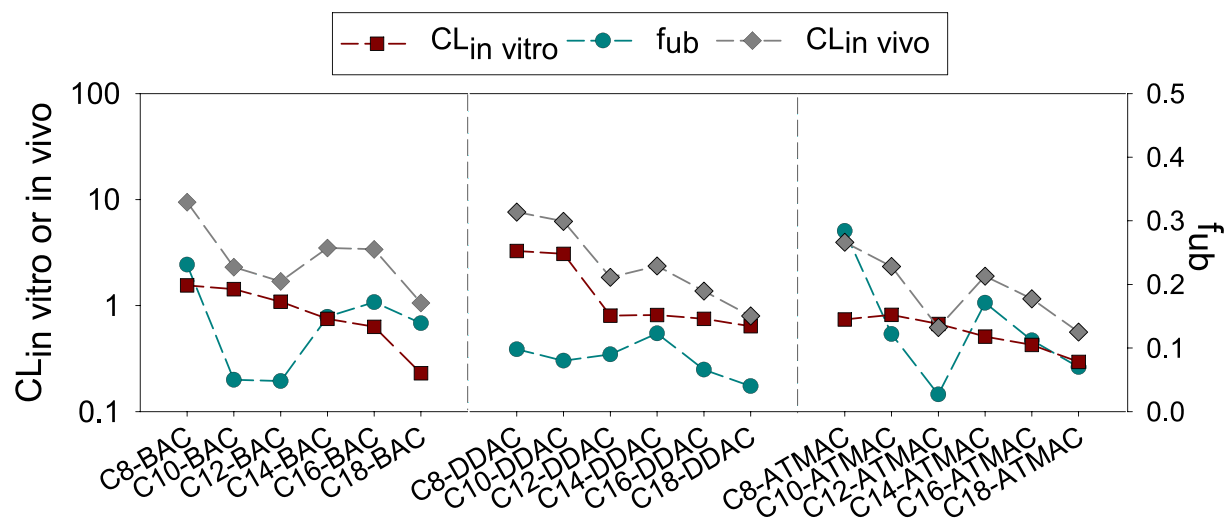 CLin vitro fub CLin vivo
100
10
1
0.1
CLin vitro or in vivo
0.5
0.4
0.3
0.2
0.1
0.0
fub
C8-BAC
C10-BAC
C12-BAC
C14-BAC
C16-BAC
C18-BAC
C8-DDAC
C10-DDAC
C12-DDAC
C14-DDAC
C16-DDAC
C18-DDAC
C8-ATMAC
C10-ATMAC
C12-ATMAC
C14-ATMAC
C16-ATMAC
C18-ATMAC